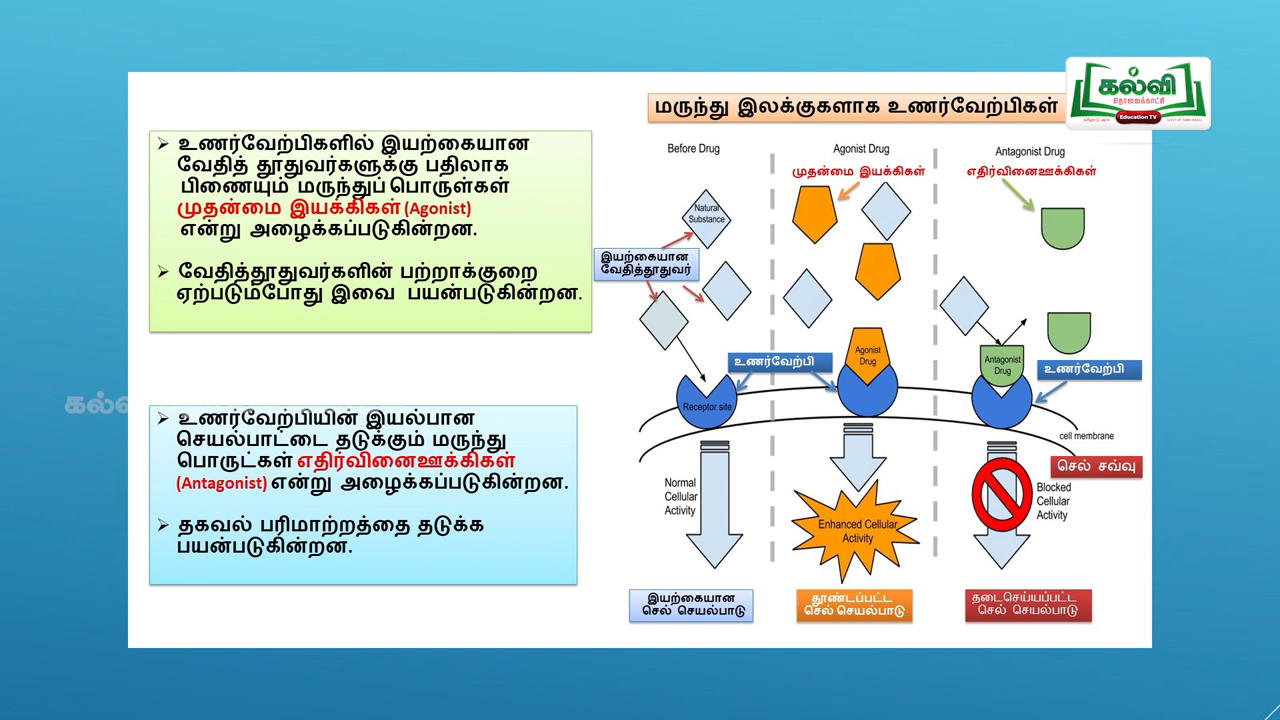 மருந்து இலக்குகளாக உணர்வேற்பிகள்
கல்வி
தொலைக்காட்சி
Education TV
➢ உணர்வேற்பிகளில் இயற்கையான
வேதித் தூதுவர்களுக்கு பதிலாக
பிணையும் மருந்துப்பொருள்கள்
முதன்மை இயக்கிகள் (Agonist)
என்று அழைக்கப்படுகின்றன.
➢ வேதித்தூதுவர்களின் பற்றாக்குறை
ஏற்படும்போது இவை பயன்படுகின்றன.
➢ உணர்வேற்பியின் இயல்பான
செயல்பாட்டை தடுக்கும் மருந்து
பொருட்கள் எதிர்வினைஊக்கிகள்
(Antagonist) என்று அழைக்கப்படுகின்றன.
➢ தகவல் பரிமாற்றத்தை தடுக்க
பயன்படுகின்றன.
Before Drug
Natural
Substance
இயற்கையான
வேதித்தூதுவர்
Receptor site
Normal
Cellular
Activity
இயற்கையான
செல் செயல்பாடு
Agonist Drug
முதன்மை இயக்கிகள்
உணர்வேற்பி
Agonist
Drug
Enhanced Cellular
Activity
தூண்டப்பட்ட
செல் செயல்பாடு
Antagonist Drug
எதிர்வினைஊக்கிகள்
Antagonist
Drug
உணர்வேற்பி
cell membrane
செல் சவ்வு
Blocked
Cellular
Activity
தடைசெய்யப்பட்ட
செல் செயல்பாடு